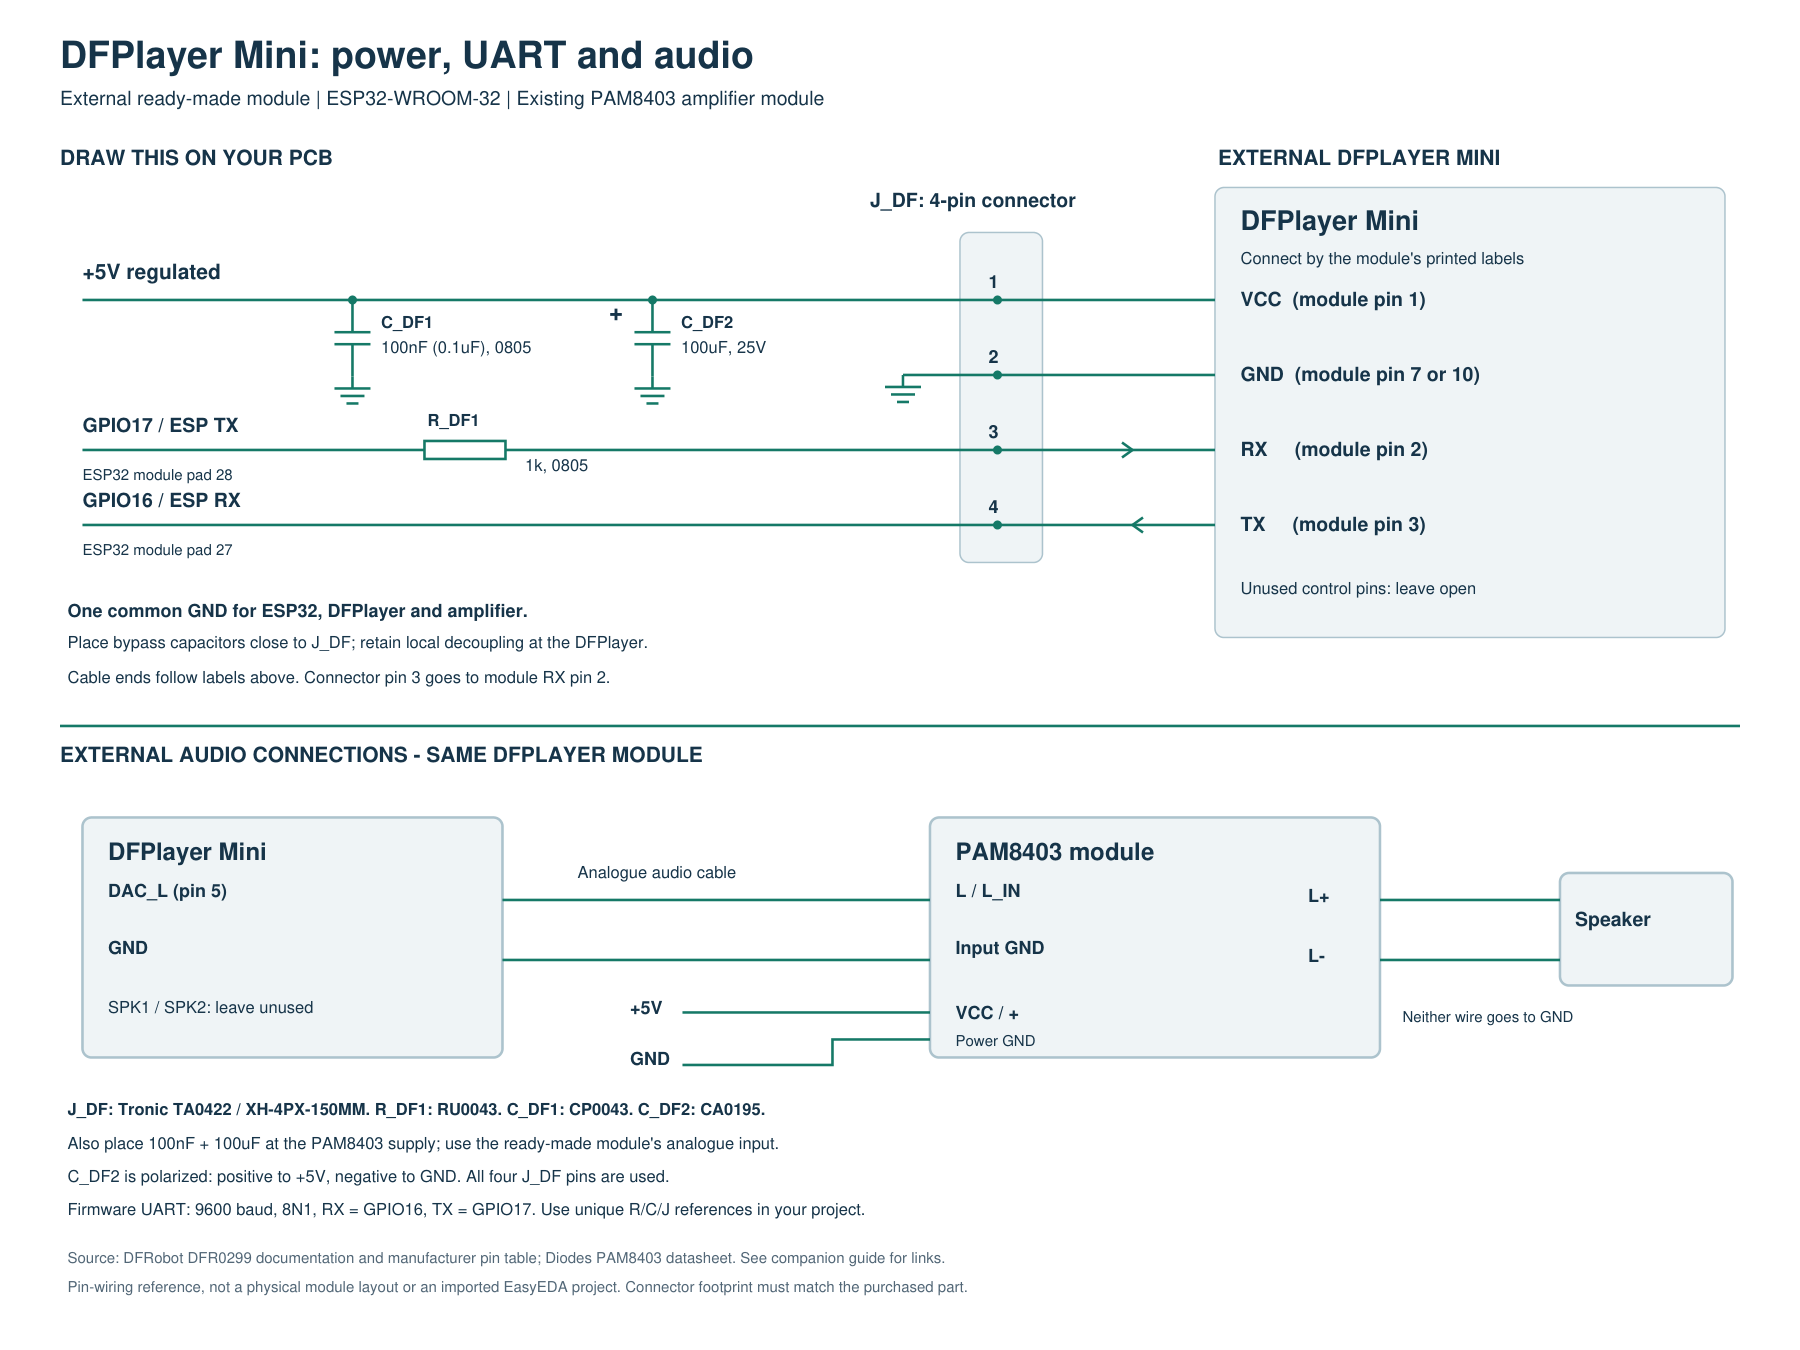 DFPlayer Mini: power, UART and audio
External ready-made module | ESP32-WROOM-32 | Existing PAM8403 amplifier module
DRAW THIS ON YOUR PCB
EXTERNAL DFPLAYER MINI
J_DF: 4-pin connector
DFPlayer Mini
Connect by the module's printed labels
+5V regulated
1
VCC (module pin 1)
+
C_DF1
100nF (0.1uF), 0805
C_DF2
100uF, 25V
2
GND (module pin 7 or 10)
GPIO17 / ESP TX
R_DF1
1k, 0805
3
RX (module pin 2)
ESP32 module pad 28
GPIO16 / ESP RX
4
TX (module pin 3)
ESP32 module pad 27
Unused control pins: leave open
One common GND for ESP32, DFPlayer and amplifier.
Place bypass capacitors close to J_DF; retain local decoupling at the DFPlayer.
Cable ends follow labels above. Connector pin 3 goes to module RX pin 2.
EXTERNAL AUDIO CONNECTIONS - SAME DFPLAYER MODULE
DFPlayer Mini
DAC_L (pin 5)
GND
SPK1 / SPK2: leave unused
Analogue audio cable
+5V
GND
PAM8403 module
L / L_IN
Input GND
VCC / +
Power GND
L+
L-
Speaker
Neither wire goes to GND
J_DF: Tronic TA0422 / XH-4PX-150MM. R_DF1: RU0043. C_DF1: CP0043. C_DF2: CA0195.
Also place 100nF + 100uF at the PAM8403 supply; use the ready-made module's analogue input.
C_DF2 is polarized: positive to +5V, negative to GND. All four J_DF pins are used.
Firmware UART: 9600 baud, 8N1, RX = GPIO16, TX = GPIO17. Use unique R/C/J references in your project.
Source: DFRobot DFR0299 documentation and manufacturer pin table; Diodes PAM8403 datasheet. See companion guide for links.
Pin-wiring reference, not a physical module layout or an imported EasyEDA project. Connector footprint must match the purchased part.